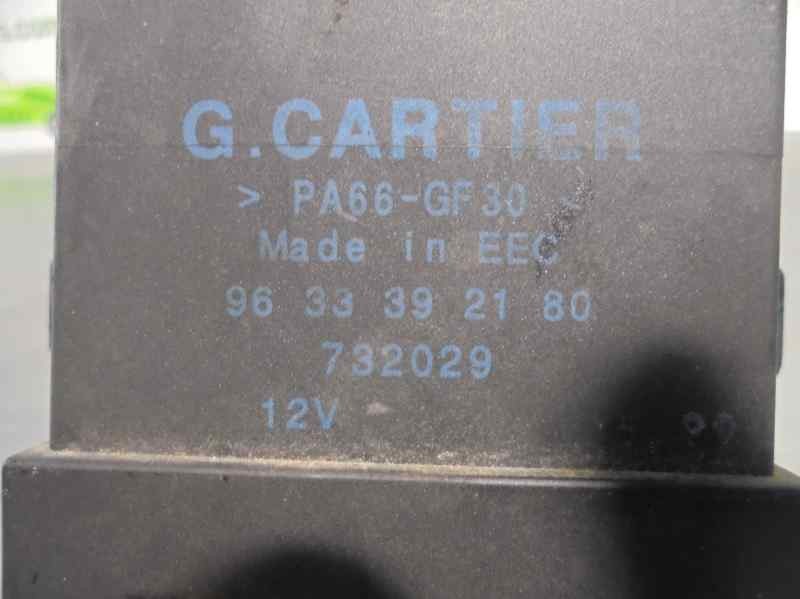 G.CARTIER
> PA66-GF30 <
Made in EEC
96 33 39 21 80
732029
12V